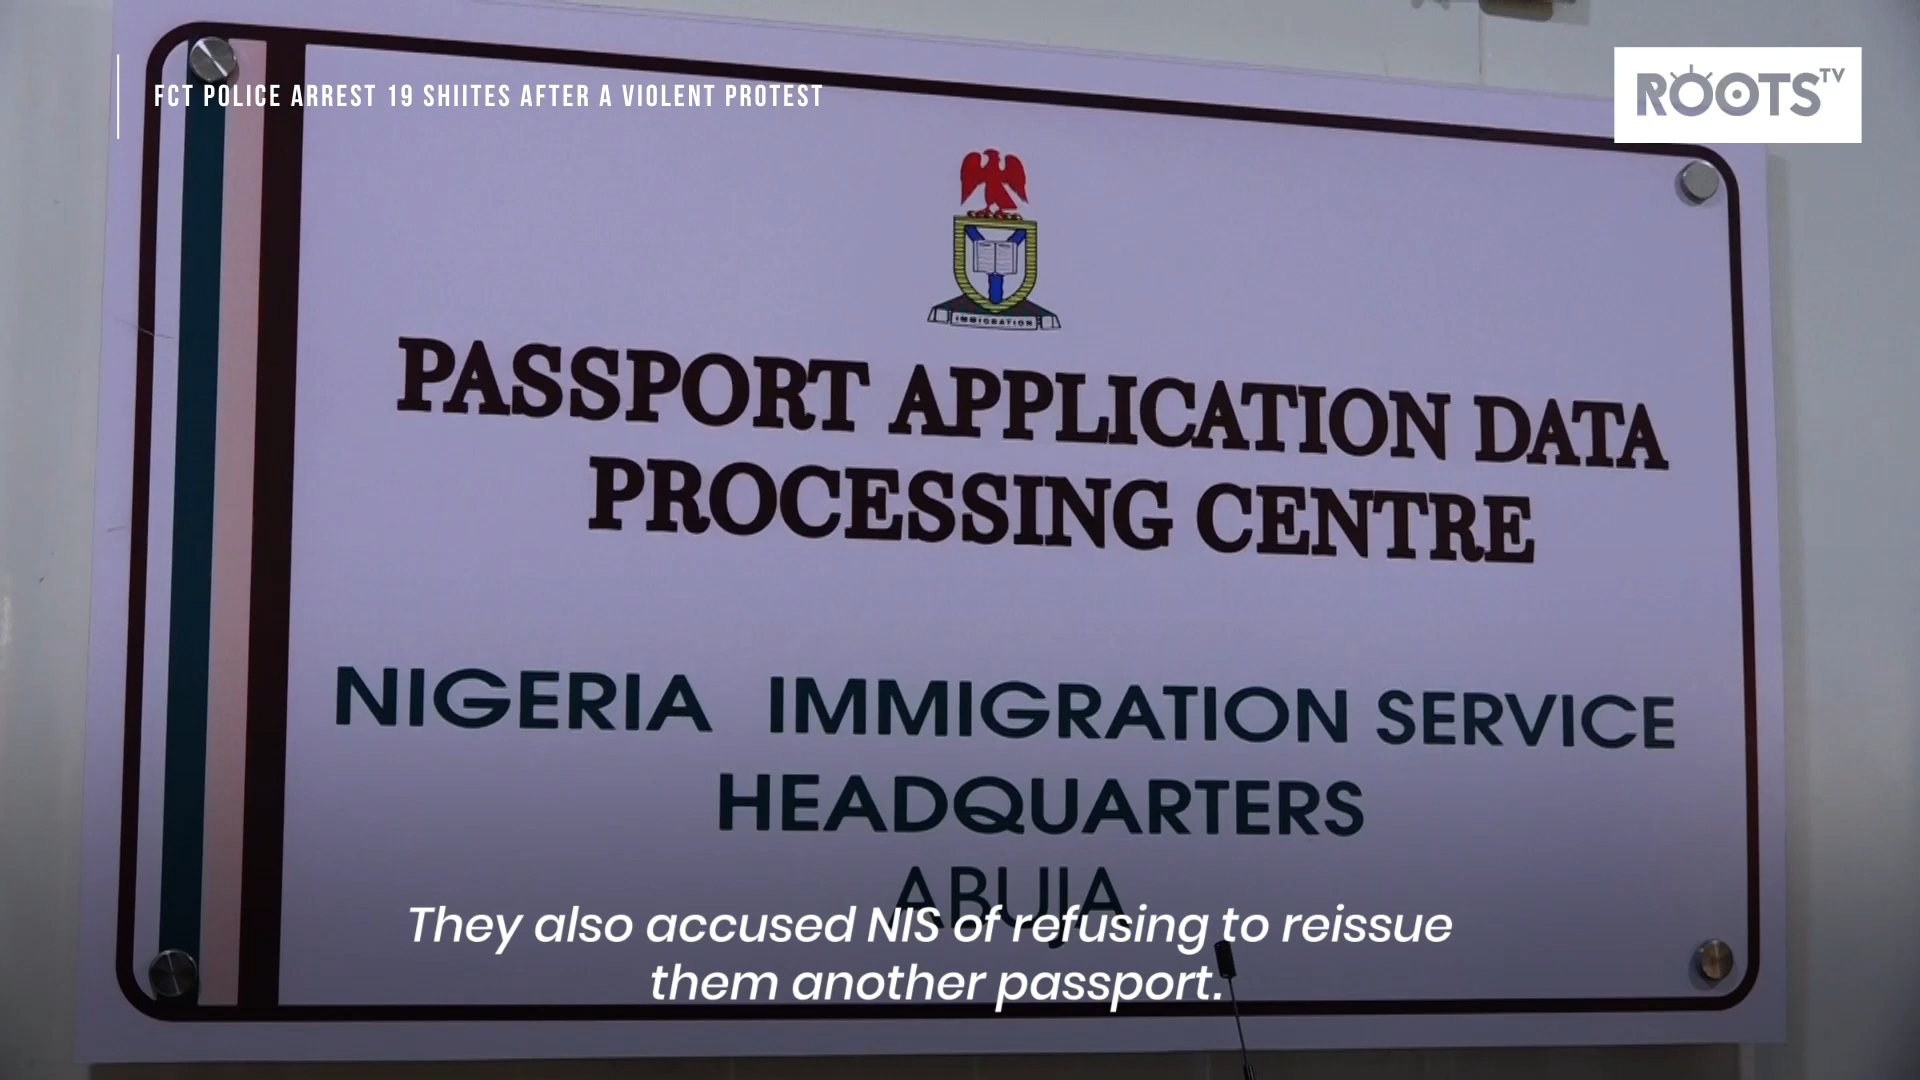 FCT POLICE ARREST 19 SHIITES AFTER A VIOLENT PROTEST
ROOTS TV
IMMIGRATION
PASSPORT APPLICATION DATA
PROCESSING CENTRE
NIGERIA IMMIGRATION SERVICE
HEADQUARTERS
ABUJA
They also accused NIS of refusing to reissue
them another passport.